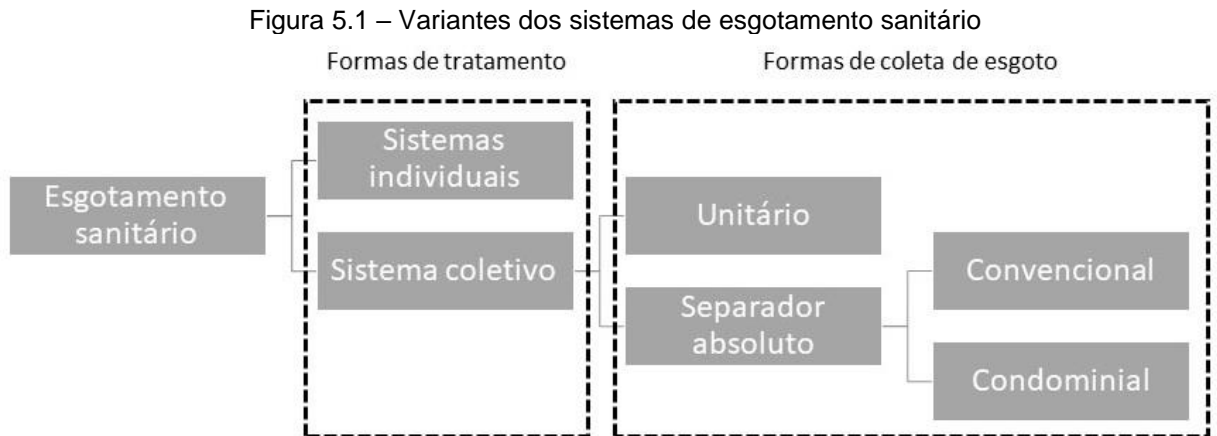 Figura 5.1 – Variantes dos sistemas de esgotamento sanitário
Formas de tratamento
Formas de coleta de esgoto
Esgotamento
sanitário
Sistemas
individuais
Sistema coletivo
Unitário
Separador
absoluto
Convencional
Condominial